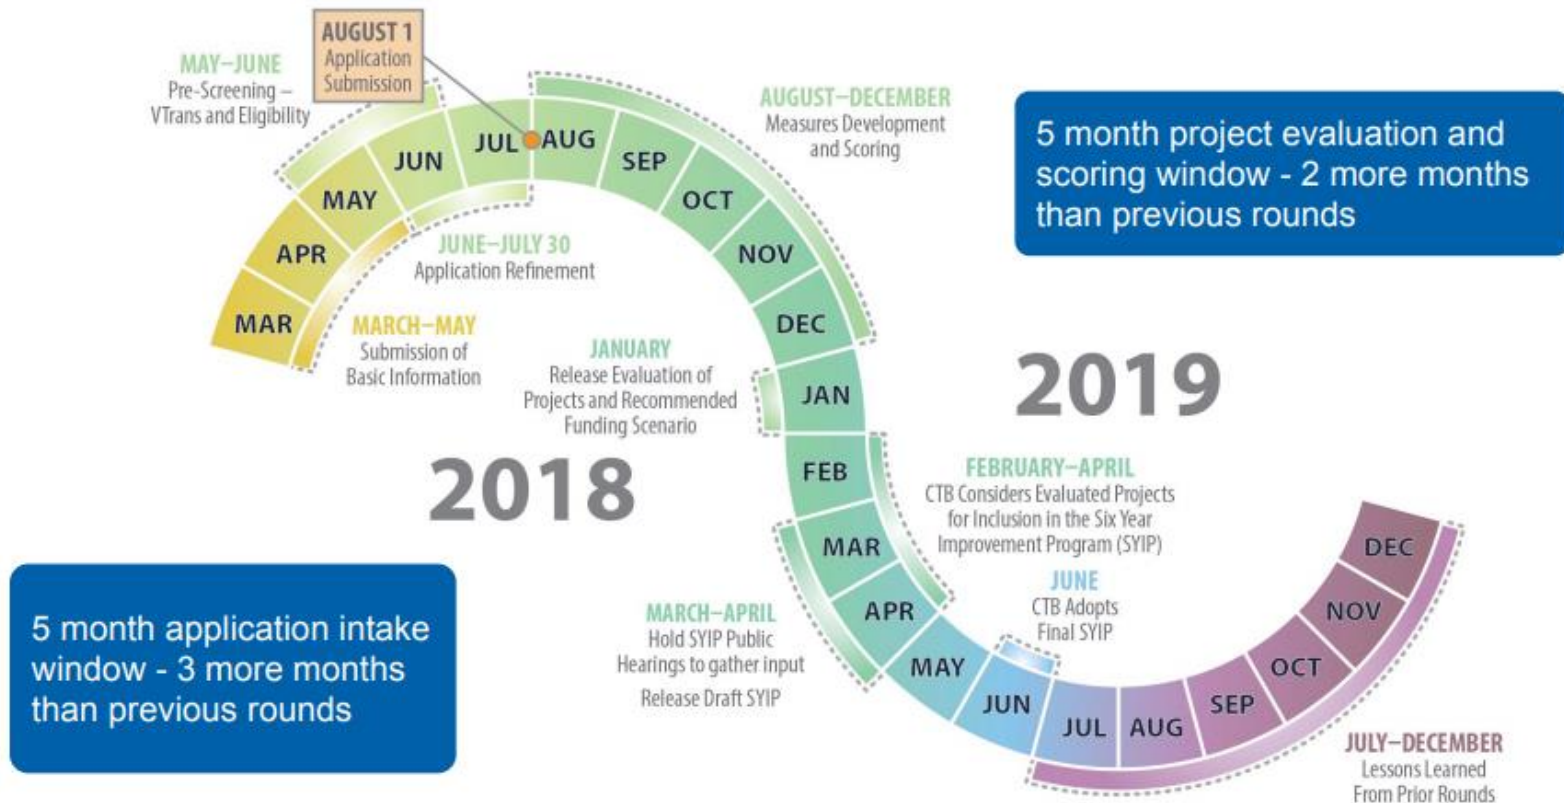 AUGUST 1
Application
Submission
MAY–JUNE
Pre-Screening –
VTrans and Eligibility
AUGUST–DECEMBER
Measures Development
and Scoring
5 month project evaluation and
scoring window - 2 more months
than previous rounds
MAR
APR
MAY
JUN
JUL
AUG
SEP
OCT
NOV
DEC
JUNE–JULY 30
Application Refinement
MARCH–MAY
Submission of
Basic Information
JANUARY
Release Evaluation of
Projects and Recommended
Funding Scenario
2018
2019
JAN
FEB
MAR
APR
MAY
JUN
JUL
AUG
SEP
OCT
NOV
DEC
FEBRUARY–APRIL
CTB Considers Evaluated Projects
for Inclusion in the Six Year
Improvement Program (SYIP)
MARCH–APRIL
Hold SYIP Public
Hearings to gather input
Release Draft SYIP
JUNE
CTB Adopts
Final SYIP
5 month application intake
window - 3 more months
than previous rounds
JULY–DECEMBER
Lessons Learned
From Prior Rounds